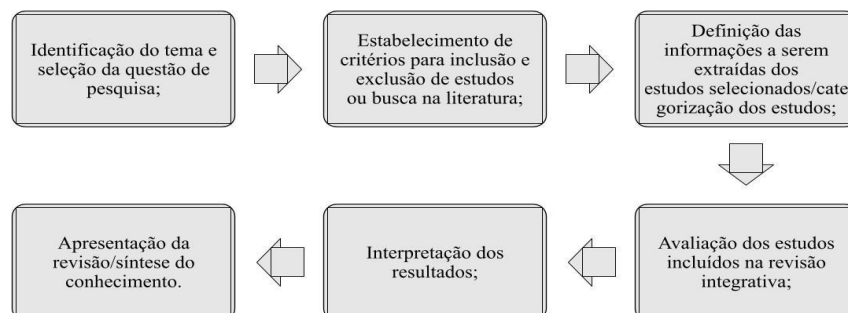 Identificação do tema e
seleção da questão de
pesquisa;
Estabelecimento de
critérios para inclusão e
exclusão de estudos
ou busca na literatura;
Definição das
informações a serem
extraídas dos
estudos selecionados/cate
gorização dos estudos;
Avaliação dos estudos
incluídos na revisão
integrativa;
Interpretação dos
resultados;
Apresentação da
revisão/síntese do
conhecimento.